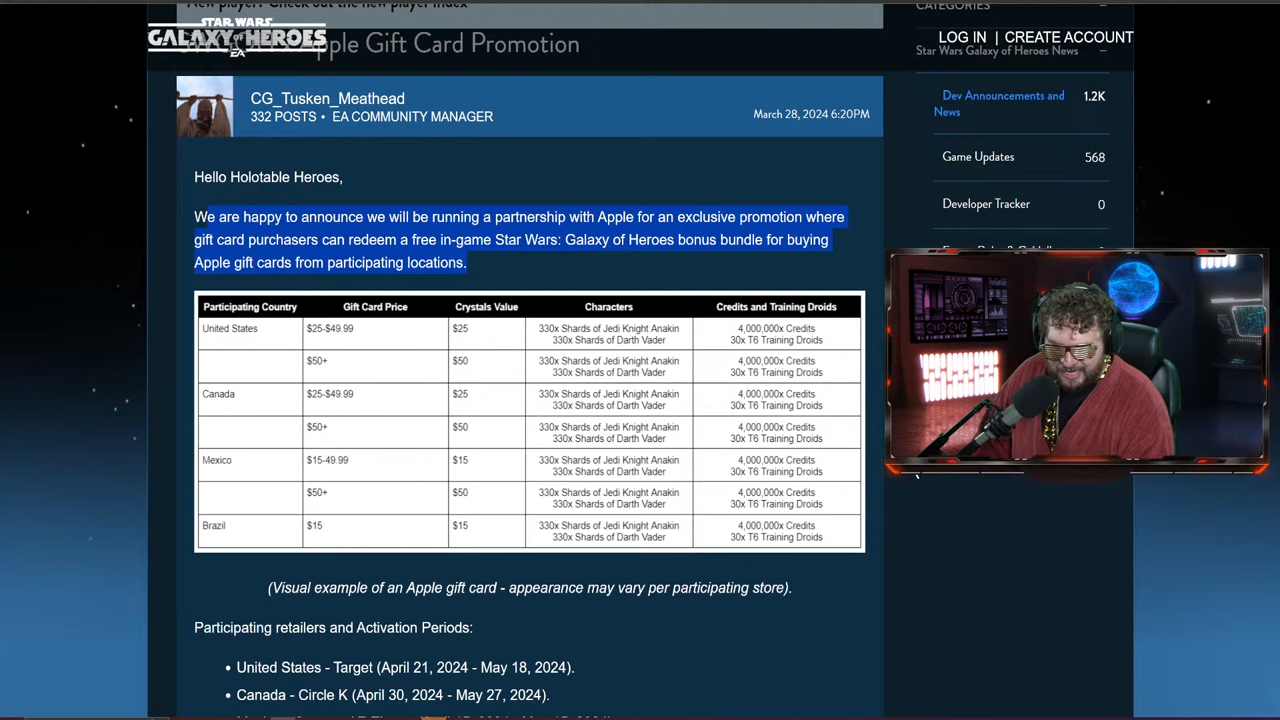 New player? Check out the new player index
STAR WARS
GALAXY OF HEROES
EA
Apple Gift Card Promotion
LOG IN | CREATE ACCOUNT
CATEGORIES
Star Wars Galaxy of Heroes News
Dev Announcements and News 1.2K
Game Updates 568
Developer Tracker 0
CG_Tusken_Meathead
332 POSTS • EA COMMUNITY MANAGER
March 28, 2024 6:20PM
Hello Holotable Heroes,
We are happy to announce we will be running a partnership with Apple for an exclusive promotion where
gift card purchasers can redeem a free in-game Star Wars: Galaxy of Heroes bonus bundle for buying
Apple gift cards from participating locations.
Participating Country Gift Card Price Crystals Value Characters Credits and Training Droids
United States $25-$49.99 $25 330x Shards of Jedi Knight Anakin 4,000,000x Credits
330x Shards of Darth Vader 30x T6 Training Droids
$50+ $50 330x Shards of Jedi Knight Anakin 4,000,000x Credits
330x Shards of Darth Vader 30x T6 Training Droids
Canada $25-$49.99 $25 330x Shards of Jedi Knight Anakin 4,000,000x Credits
330x Shards of Darth Vader 30x T6 Training Droids
$50+ $50 330x Shards of Jedi Knight Anakin 4,000,000x Credits
330x Shards of Darth Vader 30x T6 Training Droids
Mexico $15-49.99 $15 330x Shards of Jedi Knight Anakin 4,000,000x Credits
330x Shards of Darth Vader 30x T6 Training Droids
$50+ $50 330x Shards of Jedi Knight Anakin 4,000,000x Credits
330x Shards of Darth Vader 30x T6 Training Droids
Brazil $15 $15 330x Shards of Jedi Knight Anakin 4,000,000x Credits
330x Shards of Darth Vader 30x T6 Training Droids
(Visual example of an Apple gift card - appearance may vary per participating store).
Participating retailers and Activation Periods:
• United States - Target (April 21, 2024 - May 18, 2024).
• Canada - Circle K (April 30, 2024 - May 27, 2024).